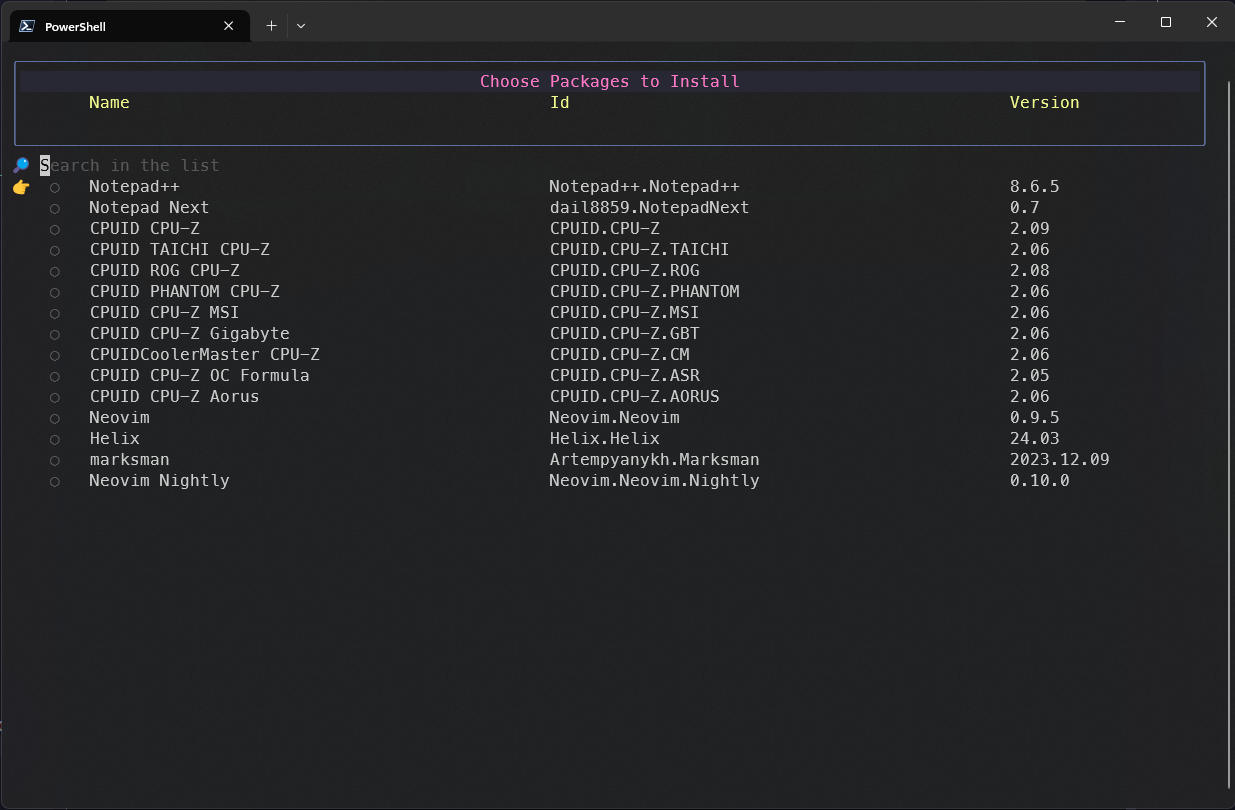 PowerShell
Choose Packages to Install
Name Id Version
Search in the list
Notepad++ Notepad++.Notepad++ 8.6.5
Notepad Next dail8859.NotepadNext 0.7
CPUID CPU-Z CPUID.CPU-Z 2.09
CPUID TAICHI CPU-Z CPUID.CPU-Z.TAICHI 2.06
CPUID ROG CPU-Z CPUID.CPU-Z.ROG 2.08
CPUID PHANTOM CPU-Z CPUID.CPU-Z.PHANTOM 2.06
CPUID CPU-Z MSI CPUID.CPU-Z.MSI 2.06
CPUID CPU-Z Gigabyte CPUID.CPU-Z.GBT 2.06
CPUIDCoolerMaster CPU-Z CPUID.CPU-Z.CM 2.06
CPUID CPU-Z OC Formula CPUID.CPU-Z.ASR 2.05
CPUID CPU-Z Aorus CPUID.CPU-Z.AORUS 2.06
Neovim Neovim.Neovim 0.9.5
Helix Helix.Helix 24.03
marksman Artempyanykh.Marksman 2023.12.09
Neovim Nightly Neovim.Neovim.Nightly 0.10.0